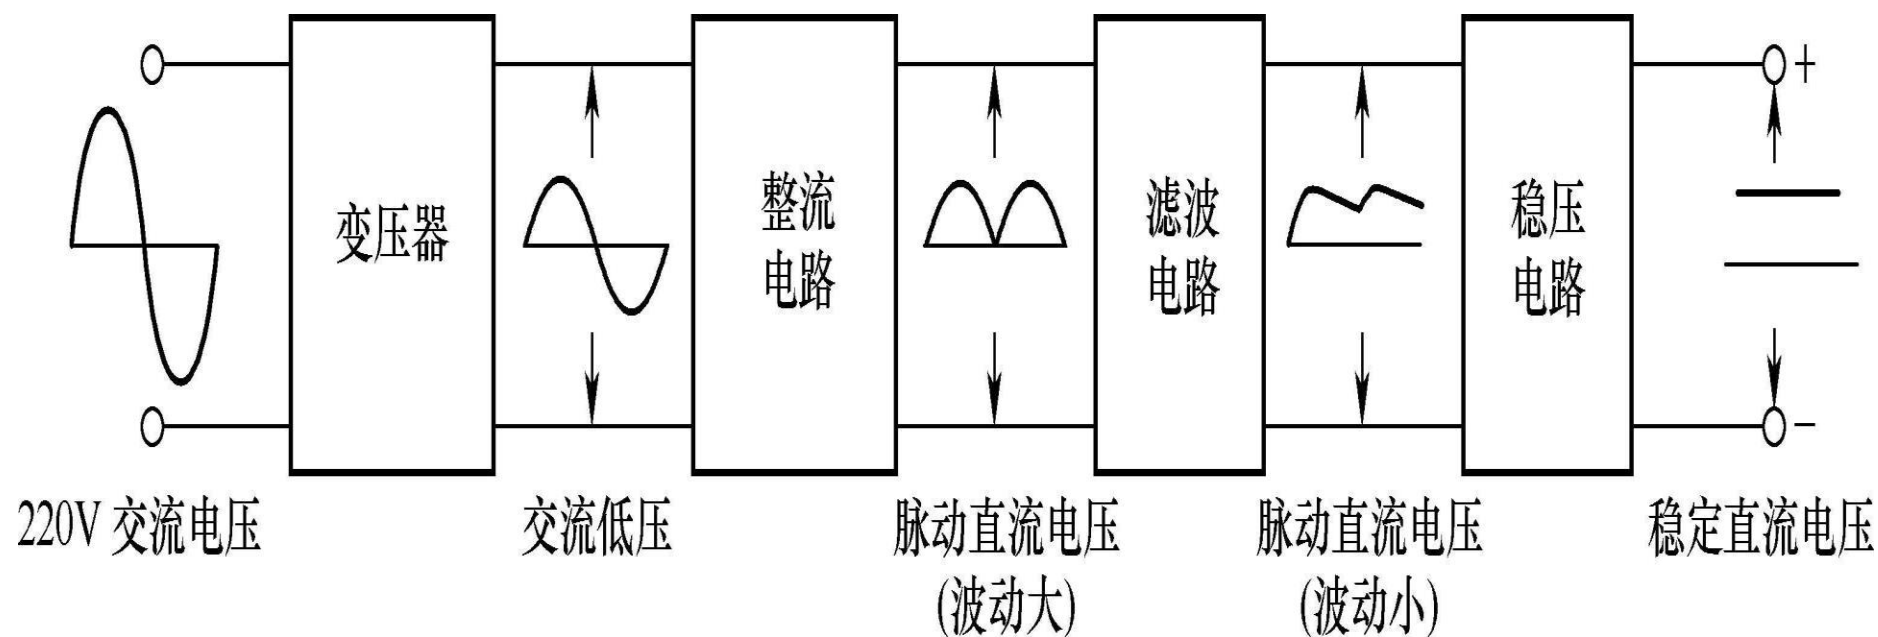 +
变压器
整流
电路
滤波
电路
稳压
电路
-
220V 交流电压
交流低压
脉动直流电压
(波动大)
脉动直流电压
(波动小)
稳定直流电压